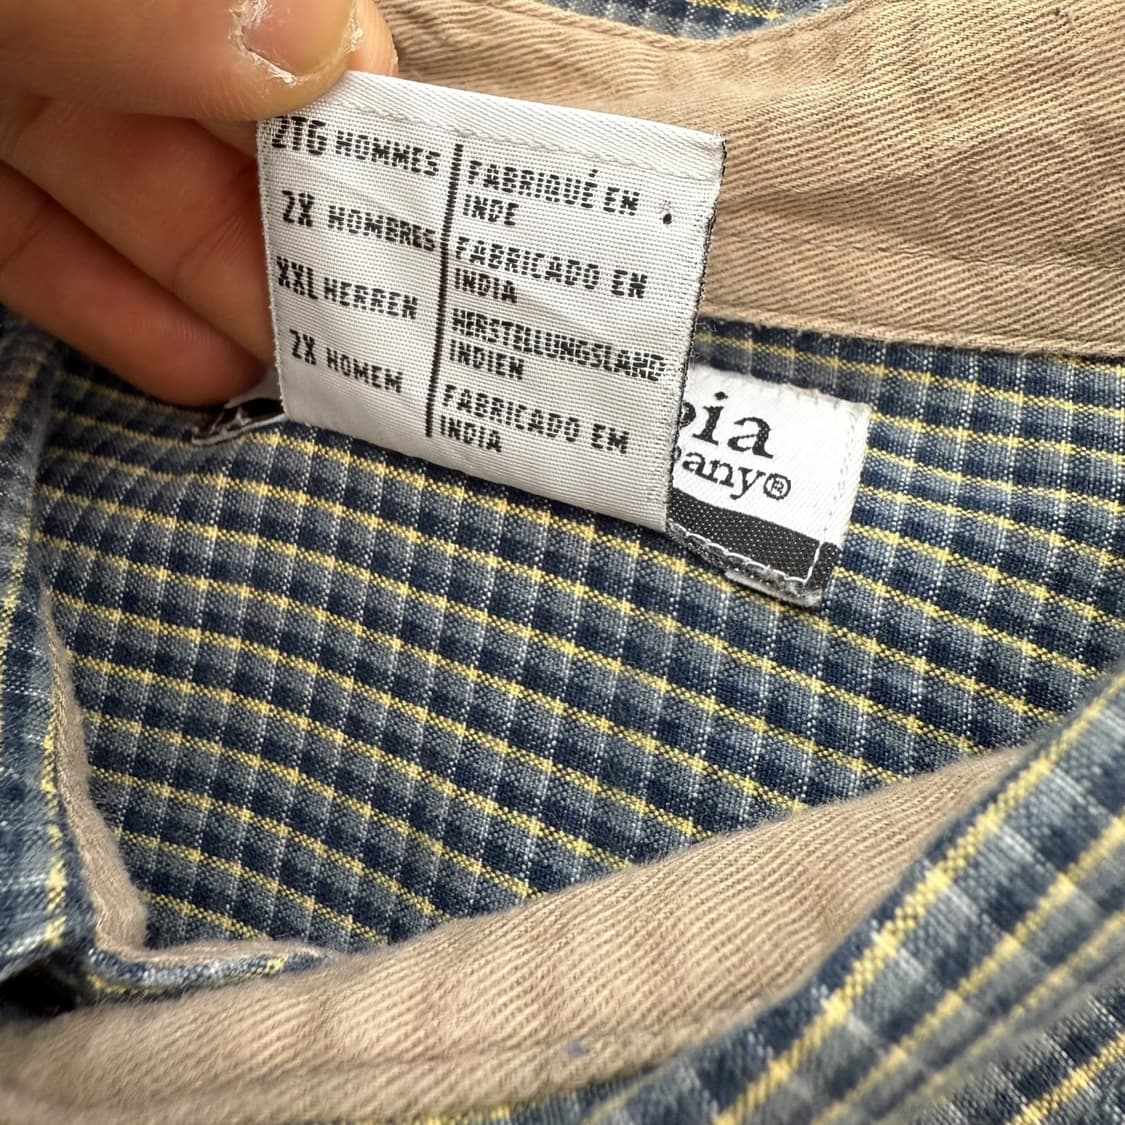 2TG HOMMES
2X HOMBRES
XXL HERREN
2X HOMEM
FABRIQUÉ EN
INDE
FABRICADO EN
INDIA
HERSTELLUNGSLAND
INDIEN
FABRICADO EM
INDIA
bia
pany®